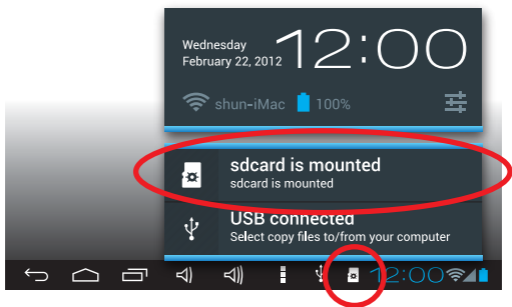 Wednesday
February 22, 2012
12:00
shun-iMac
100%
sdcard is mounted
sdcard is mounted
USB connected
Select copy files to/from your computer
12:00